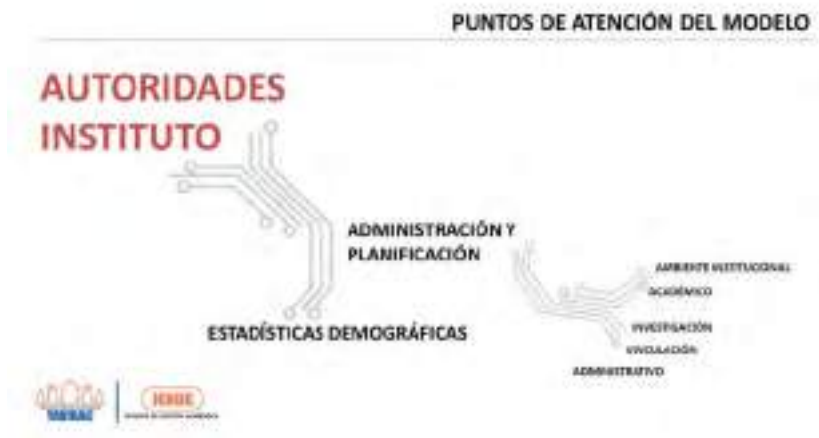 PUNTOS DE ATENCIÓN DEL MODELO
AUTORIDADES
INSTITUTO
ADMINISTRACIÓN Y
PLANIFICACIÓN
ESTADÍSTICAS DEMOGRÁFICAS
AMBIENTE INSTITUCIONAL
ACADÉMICO
INVESTIGACIÓN
VINCULACIÓN
ADMINISTRATIVO